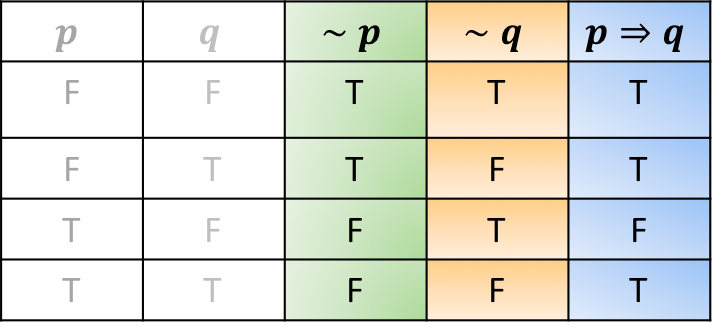 p q ~ p ~ q p ⇒ q
F F T T T
F T T F T
T F F T F
T T F F T